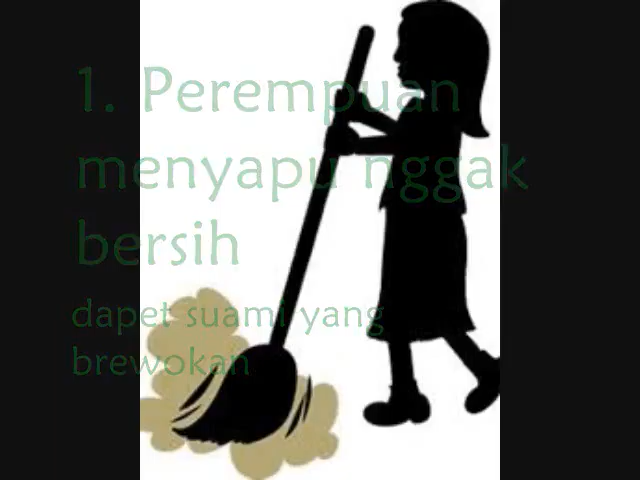 1. Perempuan
menyapu nggak
bersih
dapet suami yang
brewokan